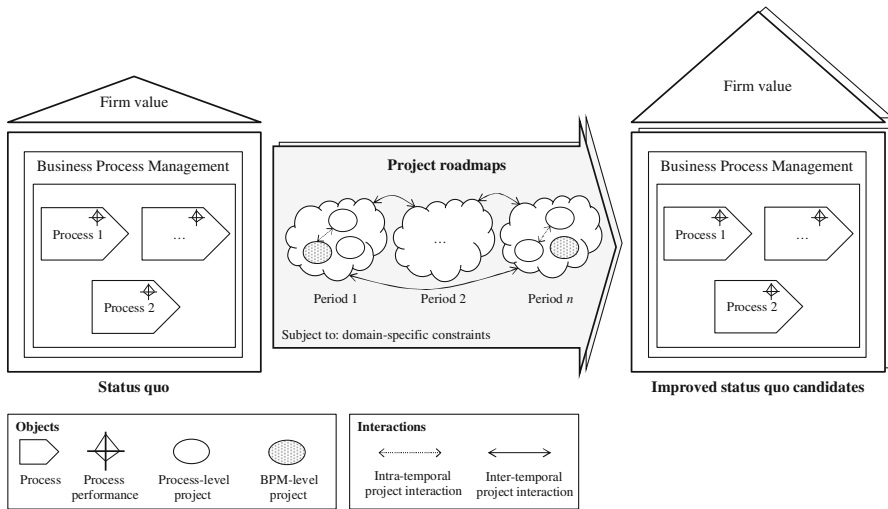 Firm value
Business Process Management
Process 1
...
Process 2
Status quo
Project roadmaps
...
Period 1
Period 2
Period n
Subject to: domain-specific constraints
Firm value
Business Process Management
Process 1
...
Process 2
Improved status quo candidates
Objects
Process
Process
performance
Process-level
project
BPM-level
project
Interactions
Intra-temporal
project interaction
Inter-temporal
project interaction